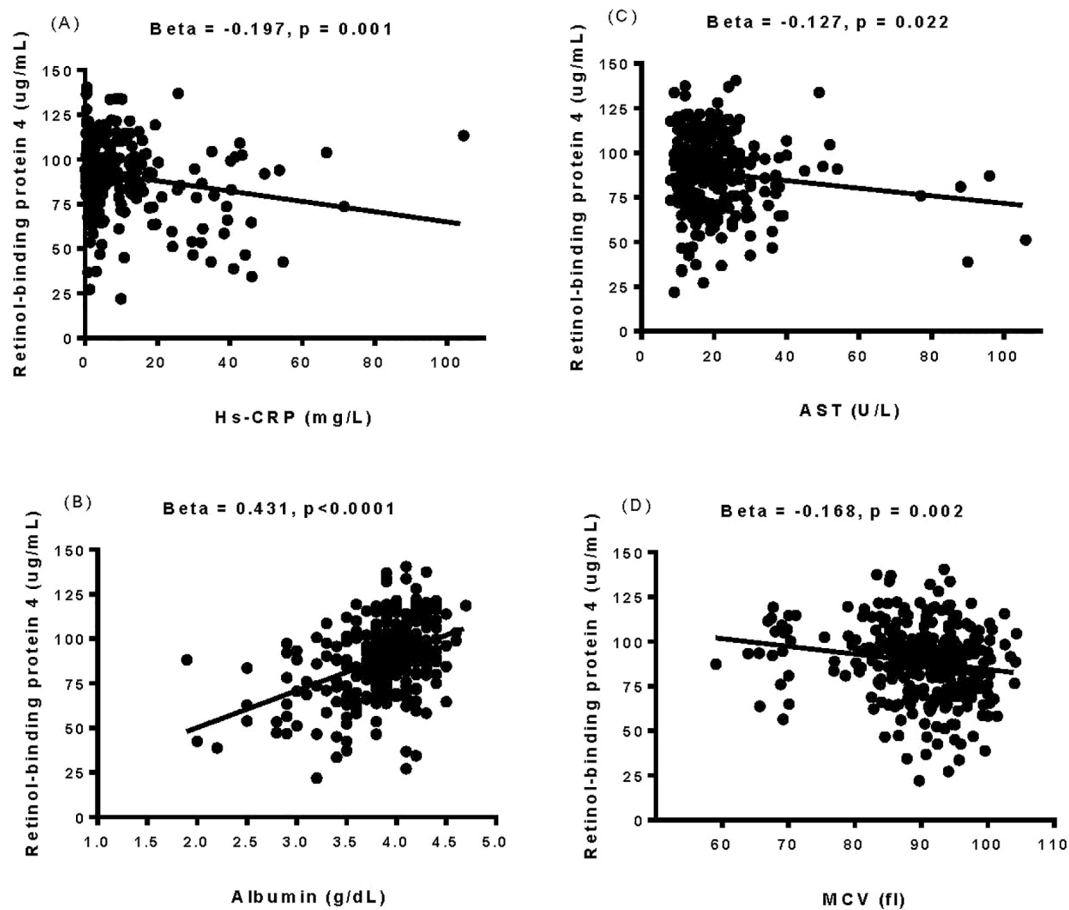 (A)
Beta = -0.197, p = 0.001
Retinol-binding protein 4 (ug/mL)
150
125
100
75
50
25
0
0 20 40 60 80 100
Hs-CRP (mg/L)
(C)
Beta = -0.127, p = 0.022
Retinol-binding protein 4 (ug/mL)
150
125
100
75
50
25
0
0 20 40 60 80 100
AST (U/L)
(B)
Beta = 0.431, p<0.0001
Retinol-binding protein 4 (ug/mL)
150
125
100
75
50
25
0
1.0 1.5 2.0 2.5 3.0 3.5 4.0 4.5 5.0
Albumin (g/dL)
(D)
Beta = -0.168, p = 0.002
Retinol-binding protein 4 (ug/mL)
150
125
100
75
50
25
0
60 70 80 90 100 110
MCV (fl)